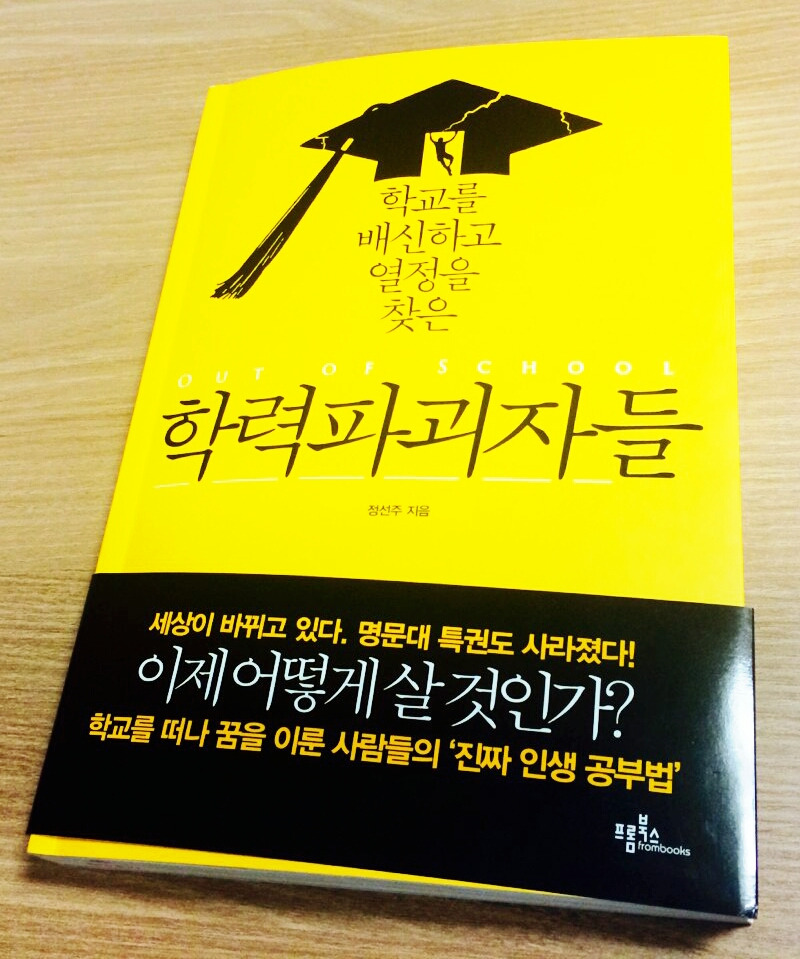 학교를
배신하고
열정을
찾은
OUT OF SCHOOL
학력파괴자들
정선주 지음
세상이 바뀌고 있다. 명문대 특권도 사라졌다!
이제 어떻게 살 것인가?
학교를 떠나 꿈을 이룬 사람들의 '진짜 인생 공부법'
프롬북스
frombooks